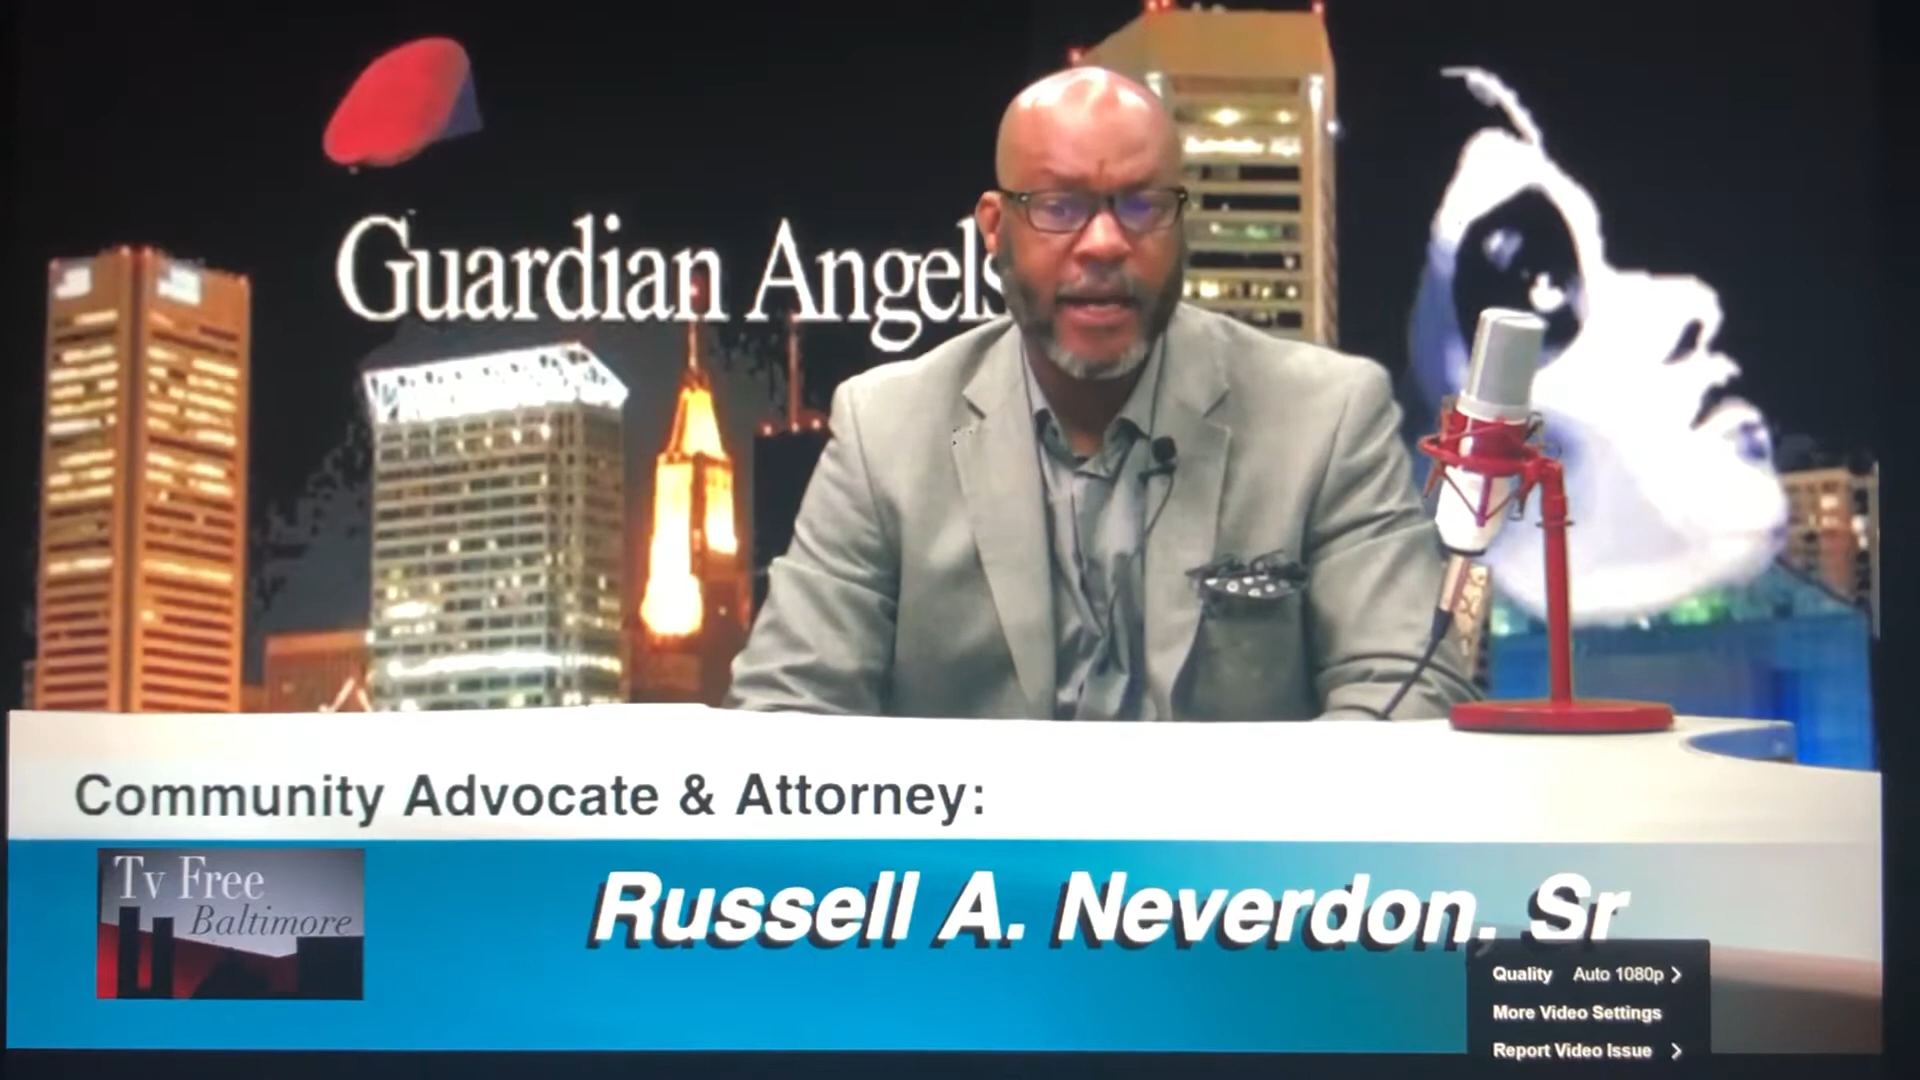 Guardian Angels
Community Advocate & Attorney:
Tv Free
Baltimore
Russell A. Neverdon, Sr
Quality Auto 1080p
More Video Settings
Report Video Issue